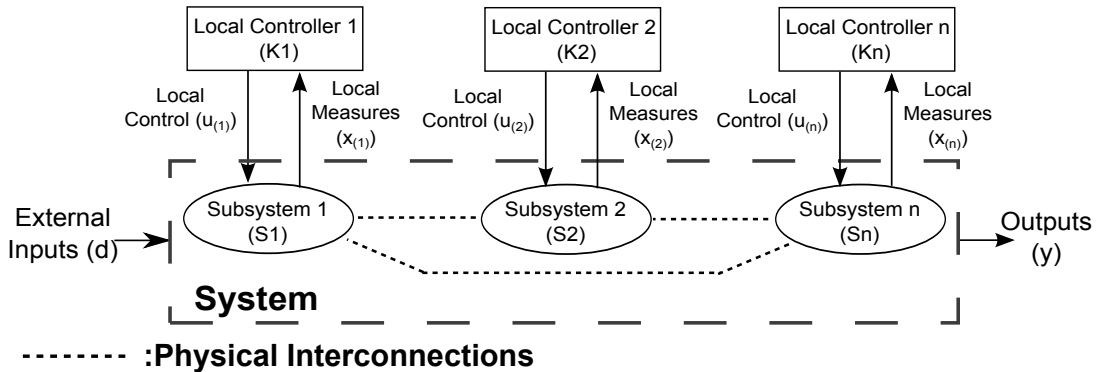 Local Controller 1
(K1)
Local Controller 2
(K2)
Local Controller n
(Kn)
Local
Control (u(1))
Local
Measures
(x(1))
Local
Control (u(2))
Local
Measures
(x(2))
Local
Control (u(n))
Local
Measures
(x(n))
External
Inputs (d)
Subsystem 1
(S1)
Subsystem 2
(S2)
Subsystem n
(Sn)
Outputs
(y)
System
:Physical Interconnections